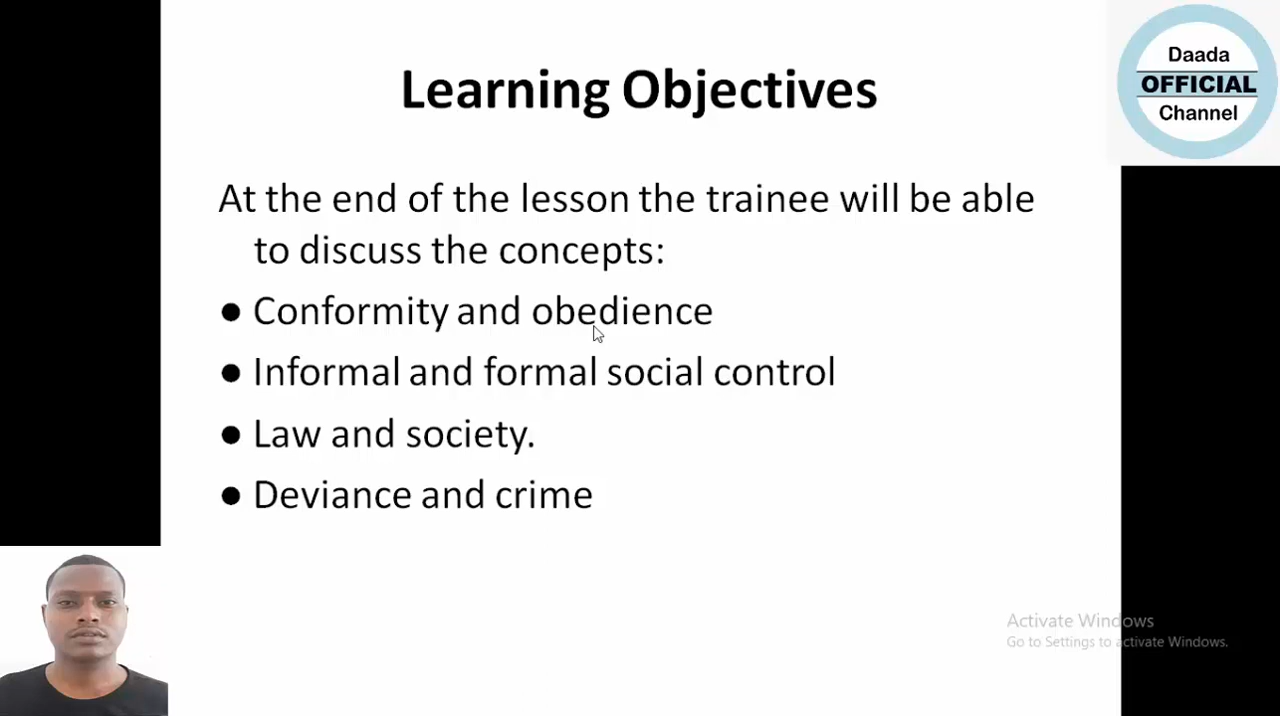 Learning Objectives
Daada
OFFICIAL
Channel
At the end of the lesson the trainee will be able
to discuss the concepts:
● Conformity and obedience
● Informal and formal social control
● Law and society.
● Deviance and crime
Activate Windows
Go to Settings to activate Windows.